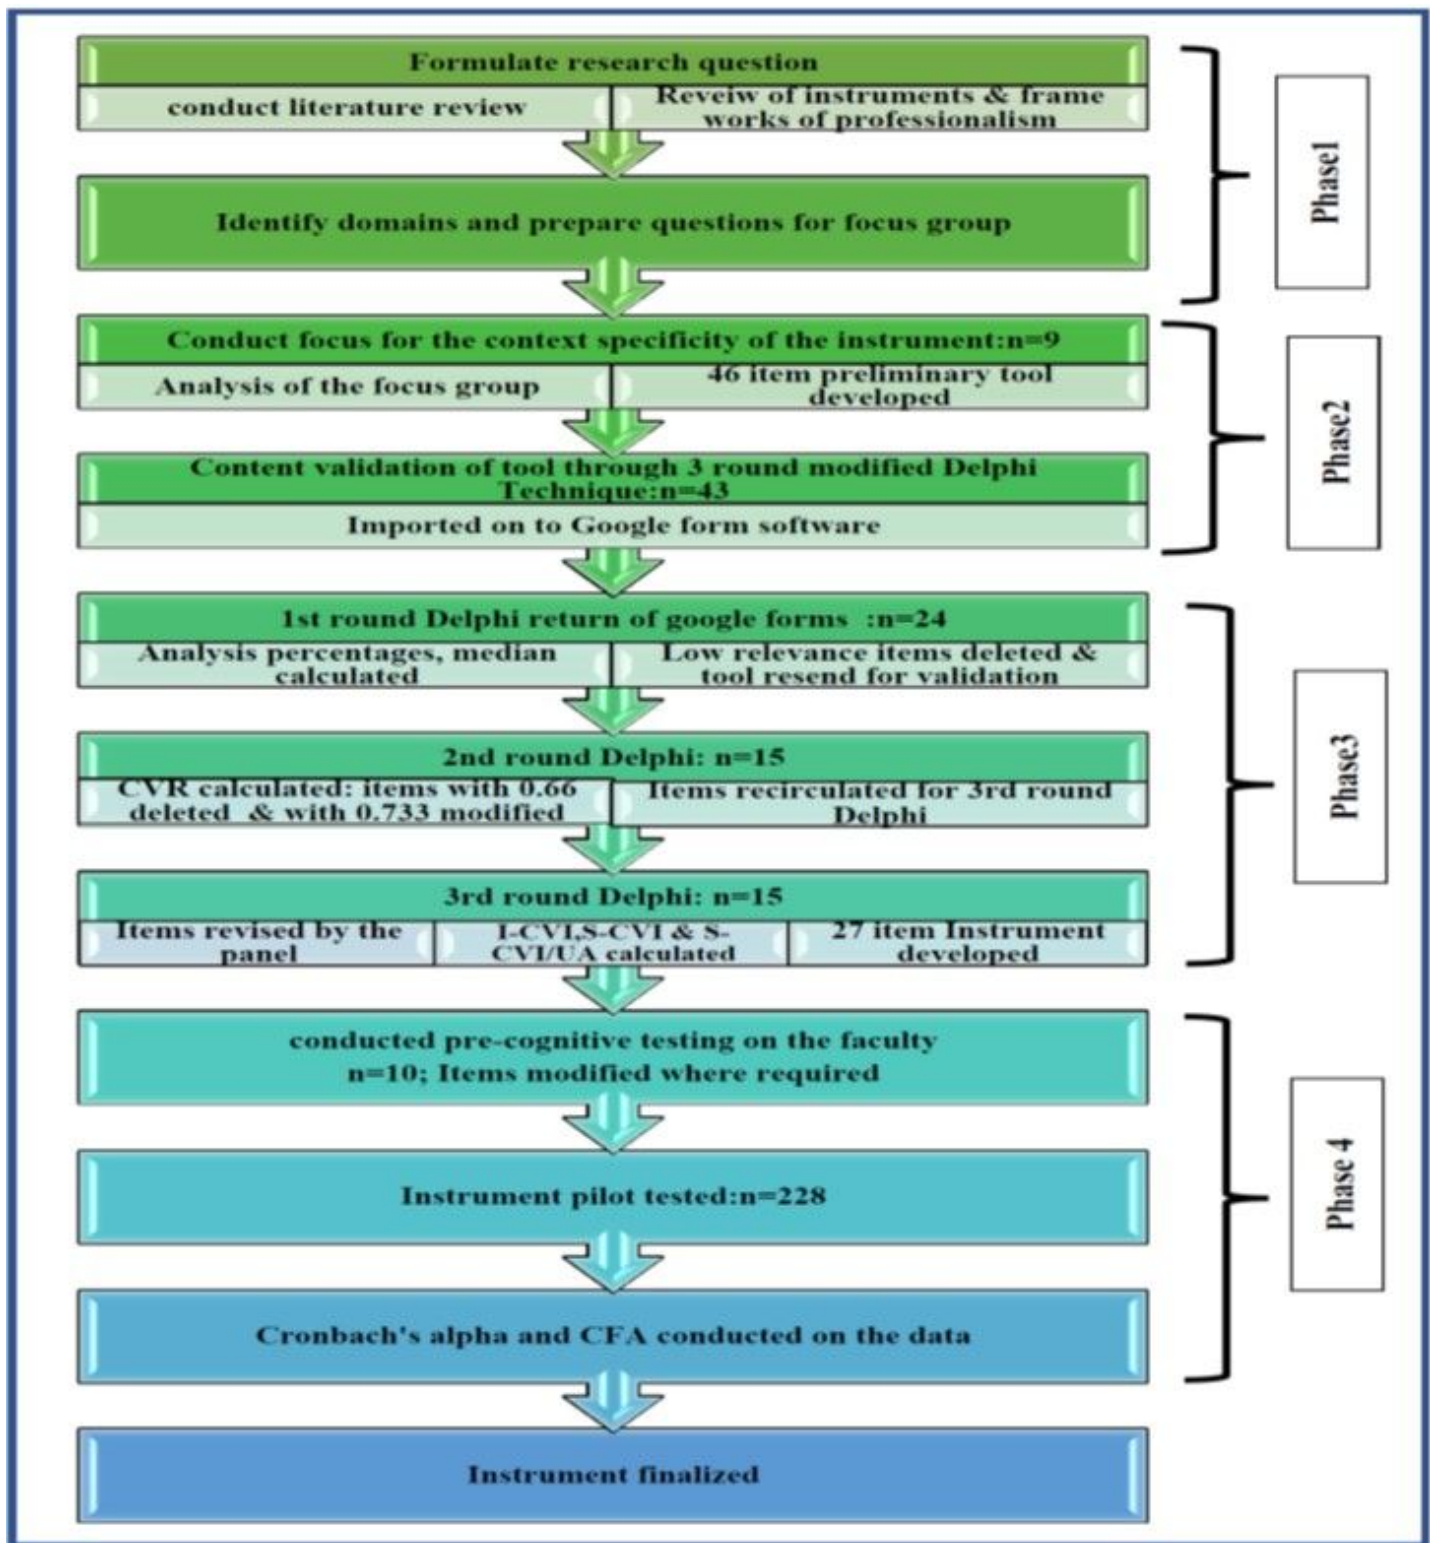 Formulate research question
conduct literature review
Reveiw of instruments & frame
works of professionalism
Identify domains and prepare questions for focus group
Phase1
Conduct focus for the context specificity of the instrument:n=9
Analysis of the focus group
46 item preliminary tool
developed
Content validation of tool through 3 round modified Delphi
Technique:n=43
Imported on to Google form software
Phase2
1st round Delphi return of google forms :n=24
Analysis percentages, median
calculated
Low relevance items deleted &
tool resend for validation
2nd round Delphi: n=15
CVR calculated: items with 0.66
deleted & with 0.733 modified
Items recirculated for 3rd round
Delphi
3rd round Delphi: n=15
Items revised by the
panel
I-CVI,S-CVI & S-
CVI/UA calculated
27 item Instrument
developed
Phase3
conducted pre-cognitive testing on the faculty
n=10; Items modified where required
Instrument pilot tested:n=228
Cronbach's alpha and CFA conducted on the data
Phase 4
Instrument finalized